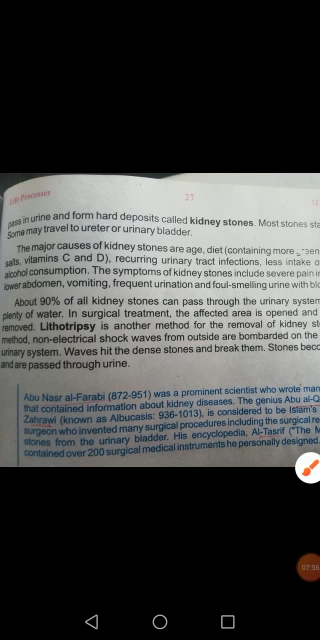 Life Processes
27
pass in urine and form hard deposits called kidney stones. Most stones sta
Some may travel to ureter or urinary bladder.
The major causes of kidney stones are age, diet (containing more
salts, vitamins C and D), recurring urinary tract infections, less intake o
alcohol consumption. The symptoms of kidney stones include severe pain in
lower abdomen, vomiting, frequent urination and foul-smelling urine with blo
About 90% of all kidney stones can pass through the urinary system
plenty of water. In surgical treatment, the affected area is opened and
removed. Lithotripsy is another method for the removal of kidney st
method, non-electrical shock waves from outside are bombarded on the
urinary system. Waves hit the dense stones and break them. Stones beco
and are passed through urine.
Abu Nasr al-Farabi (872-951) was a prominent scientist who wrote man
that contained information about kidney diseases. The genius Abu al-Q
Zahrawi (known as Albucasis: 936-1013), is considered to be Islam's
surgeon who invented many surgical procedures including the surgical re
stones from the urinary bladder. His encyclopedia, Al-Tasrif ("The M
contained over 200 surgical medical instruments he personally designed.
07:56